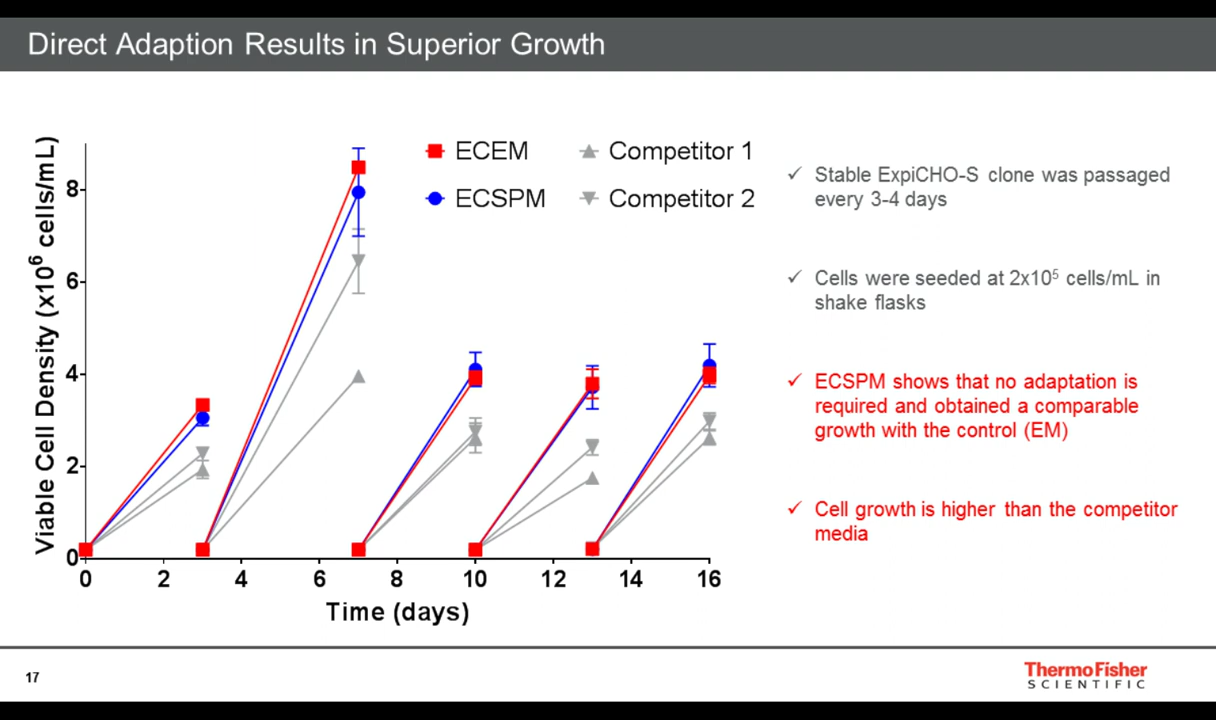 Direct Adaption Results in Superior Growth
Viable Cell Density (x10⁶ cells/mL)
8
6
4
2
0
0 2 4 6 8 10 12 14 16
Time (days)
ECEM
Competitor 1
ECSPM
Competitor 2
✓ Stable ExpiCHO-S clone was passaged
every 3-4 days
✓ Cells were seeded at 2x10⁵ cells/mL in
shake flasks
✓ ECSPM shows that no adaptation is
required and obtained a comparable
growth with the control (EM)
✓ Cell growth is higher than the competitor
media
17
ThermoFisher
SCIENTIFIC